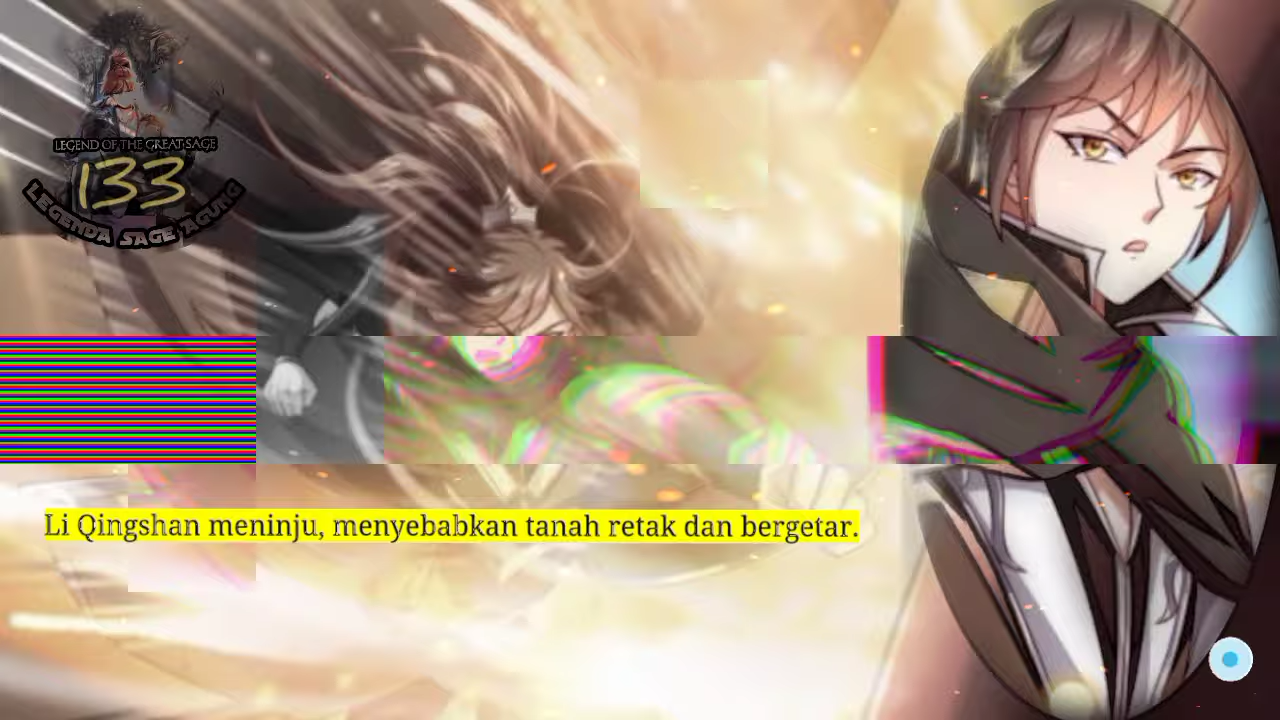 LEGEND OF THE GREAT SAGE
133
LEGENDA SAGE AGUNG
Li Qingshan meninju, menyebabkan tanah retak dan bergetar.